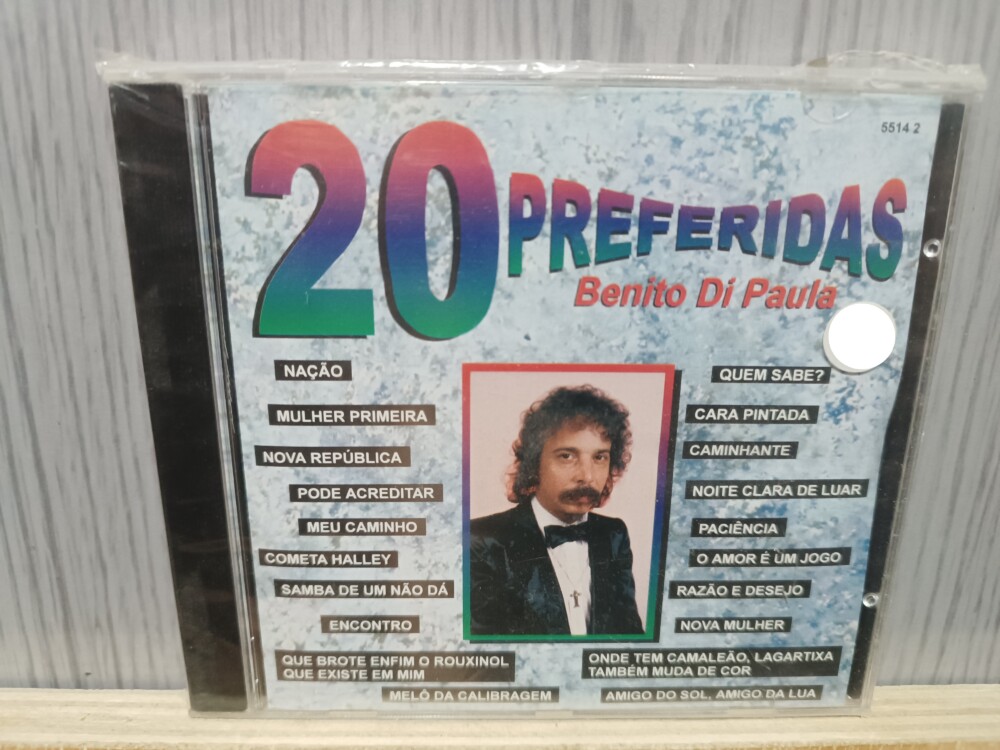 5514 2
20 PREFERIDAS
Benito Di Paula
NAÇÃO
MULHER PRIMEIRA
NOVA REPÚBLICA
PODE ACREDITAR
MEU CAMINHO
COMETA HALLEY
SAMBA DE UM NÃO DÁ
ENCONTRO
QUE BROTE ENFIM O ROUXINOL
QUE EXISTE EM MIM
MELÔ DA CALIBRAGEM
QUEM SABE?
CARA PINTADA
CAMINHANTE
NOITE CLARA DE LUAR
PACIÊNCIA
O AMOR É UM JOGO
RAZÃO E DESEJO
NOVA MULHER
ONDE TEM CAMALEÃO, LAGARTIXA
TAMBÉM MUDA DE COR
AMIGO DO SOL, AMIGO DA LUA